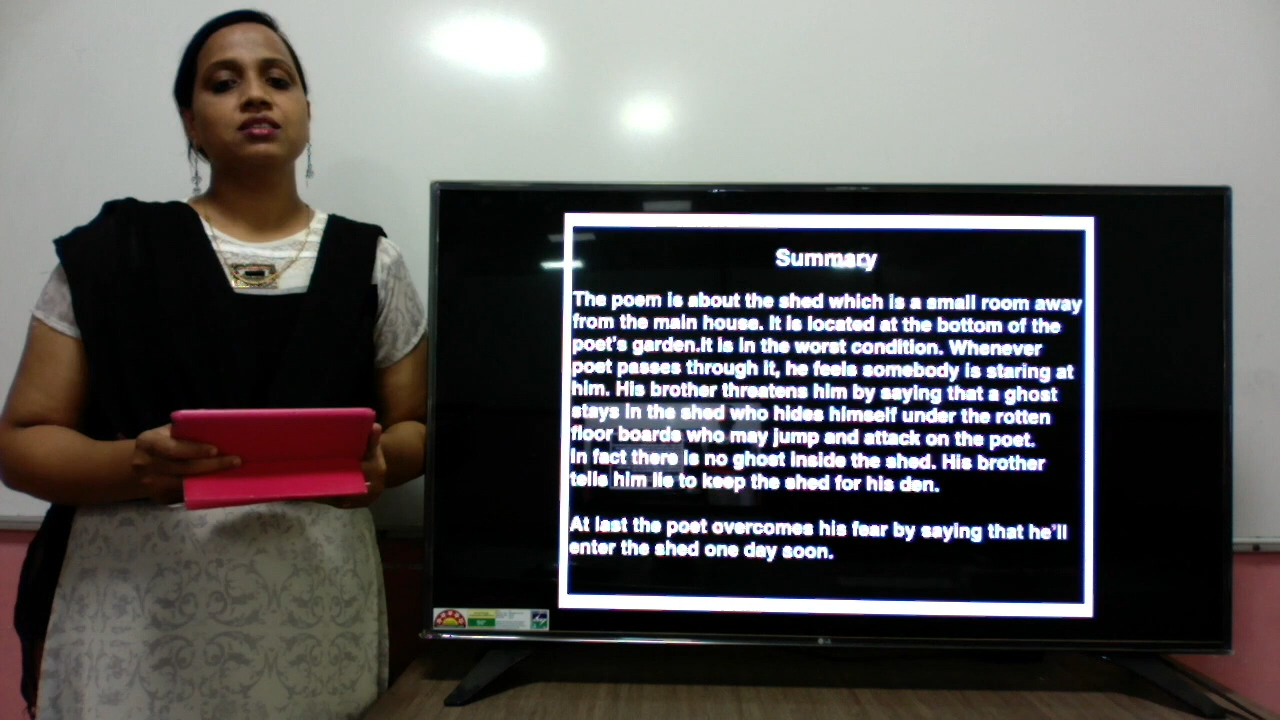 Summary
The poem is about the shed which is a small room away
from the main house. It is located at the bottom of the
poet's garden.It is in the worst condition. Whenever
poet passes through it, he feels somebody is staring at
him. His brother threatens him by saying that a ghost
stays in the shed who hides himself under the rotten
floor boards who may jump and attack on the poet.
In fact there is no ghost inside the shed. His brother
tells him lie to keep the shed for his den.
At last the poet overcomes his fear by saying that he'll
enter the shed one day soon.
LG